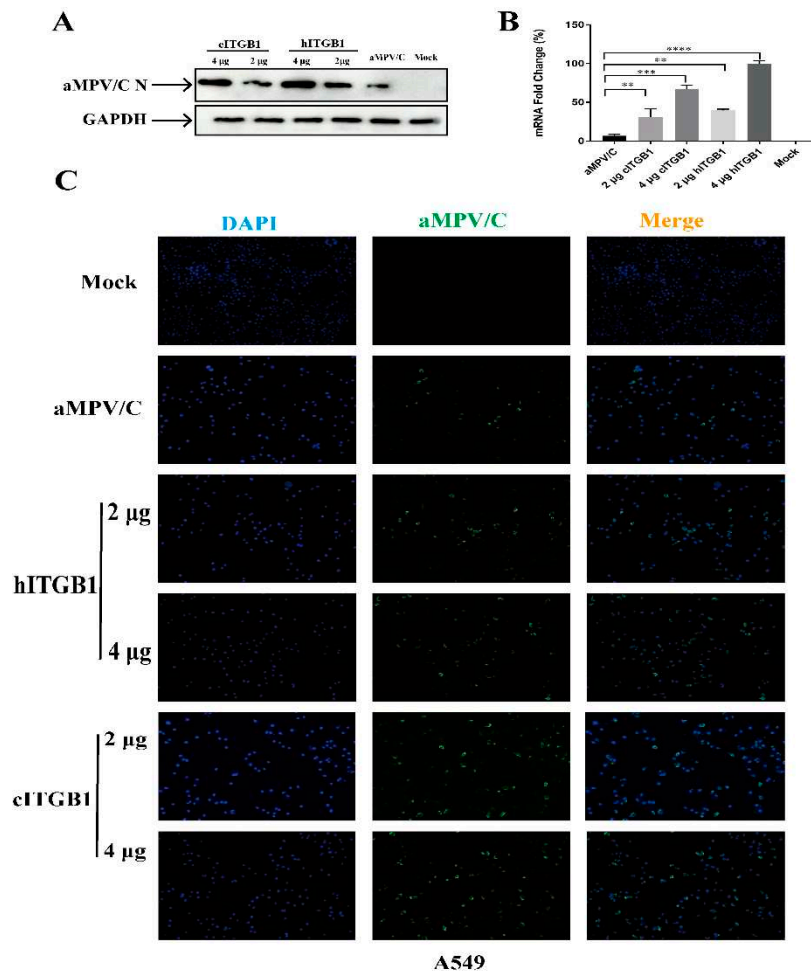 A
cITGB1 hITGB1
4 μg 2 μg 4 μg 2μg aMPV/C Mock
aMPV/C N
GAPDH
B
mRNA Fold Change (%)
150
100
50
0
**
***
**
****
aMPV/C
2 μg cITGB1
4 μg cITGB1
2 μg hITGB1
4 μg hITGB1
Mock
C
DAPI aMPV/C Merge
Mock
aMPV/C
hITGB1
2 μg
4 μg
cITGB1
2 μg
4 μg
A549